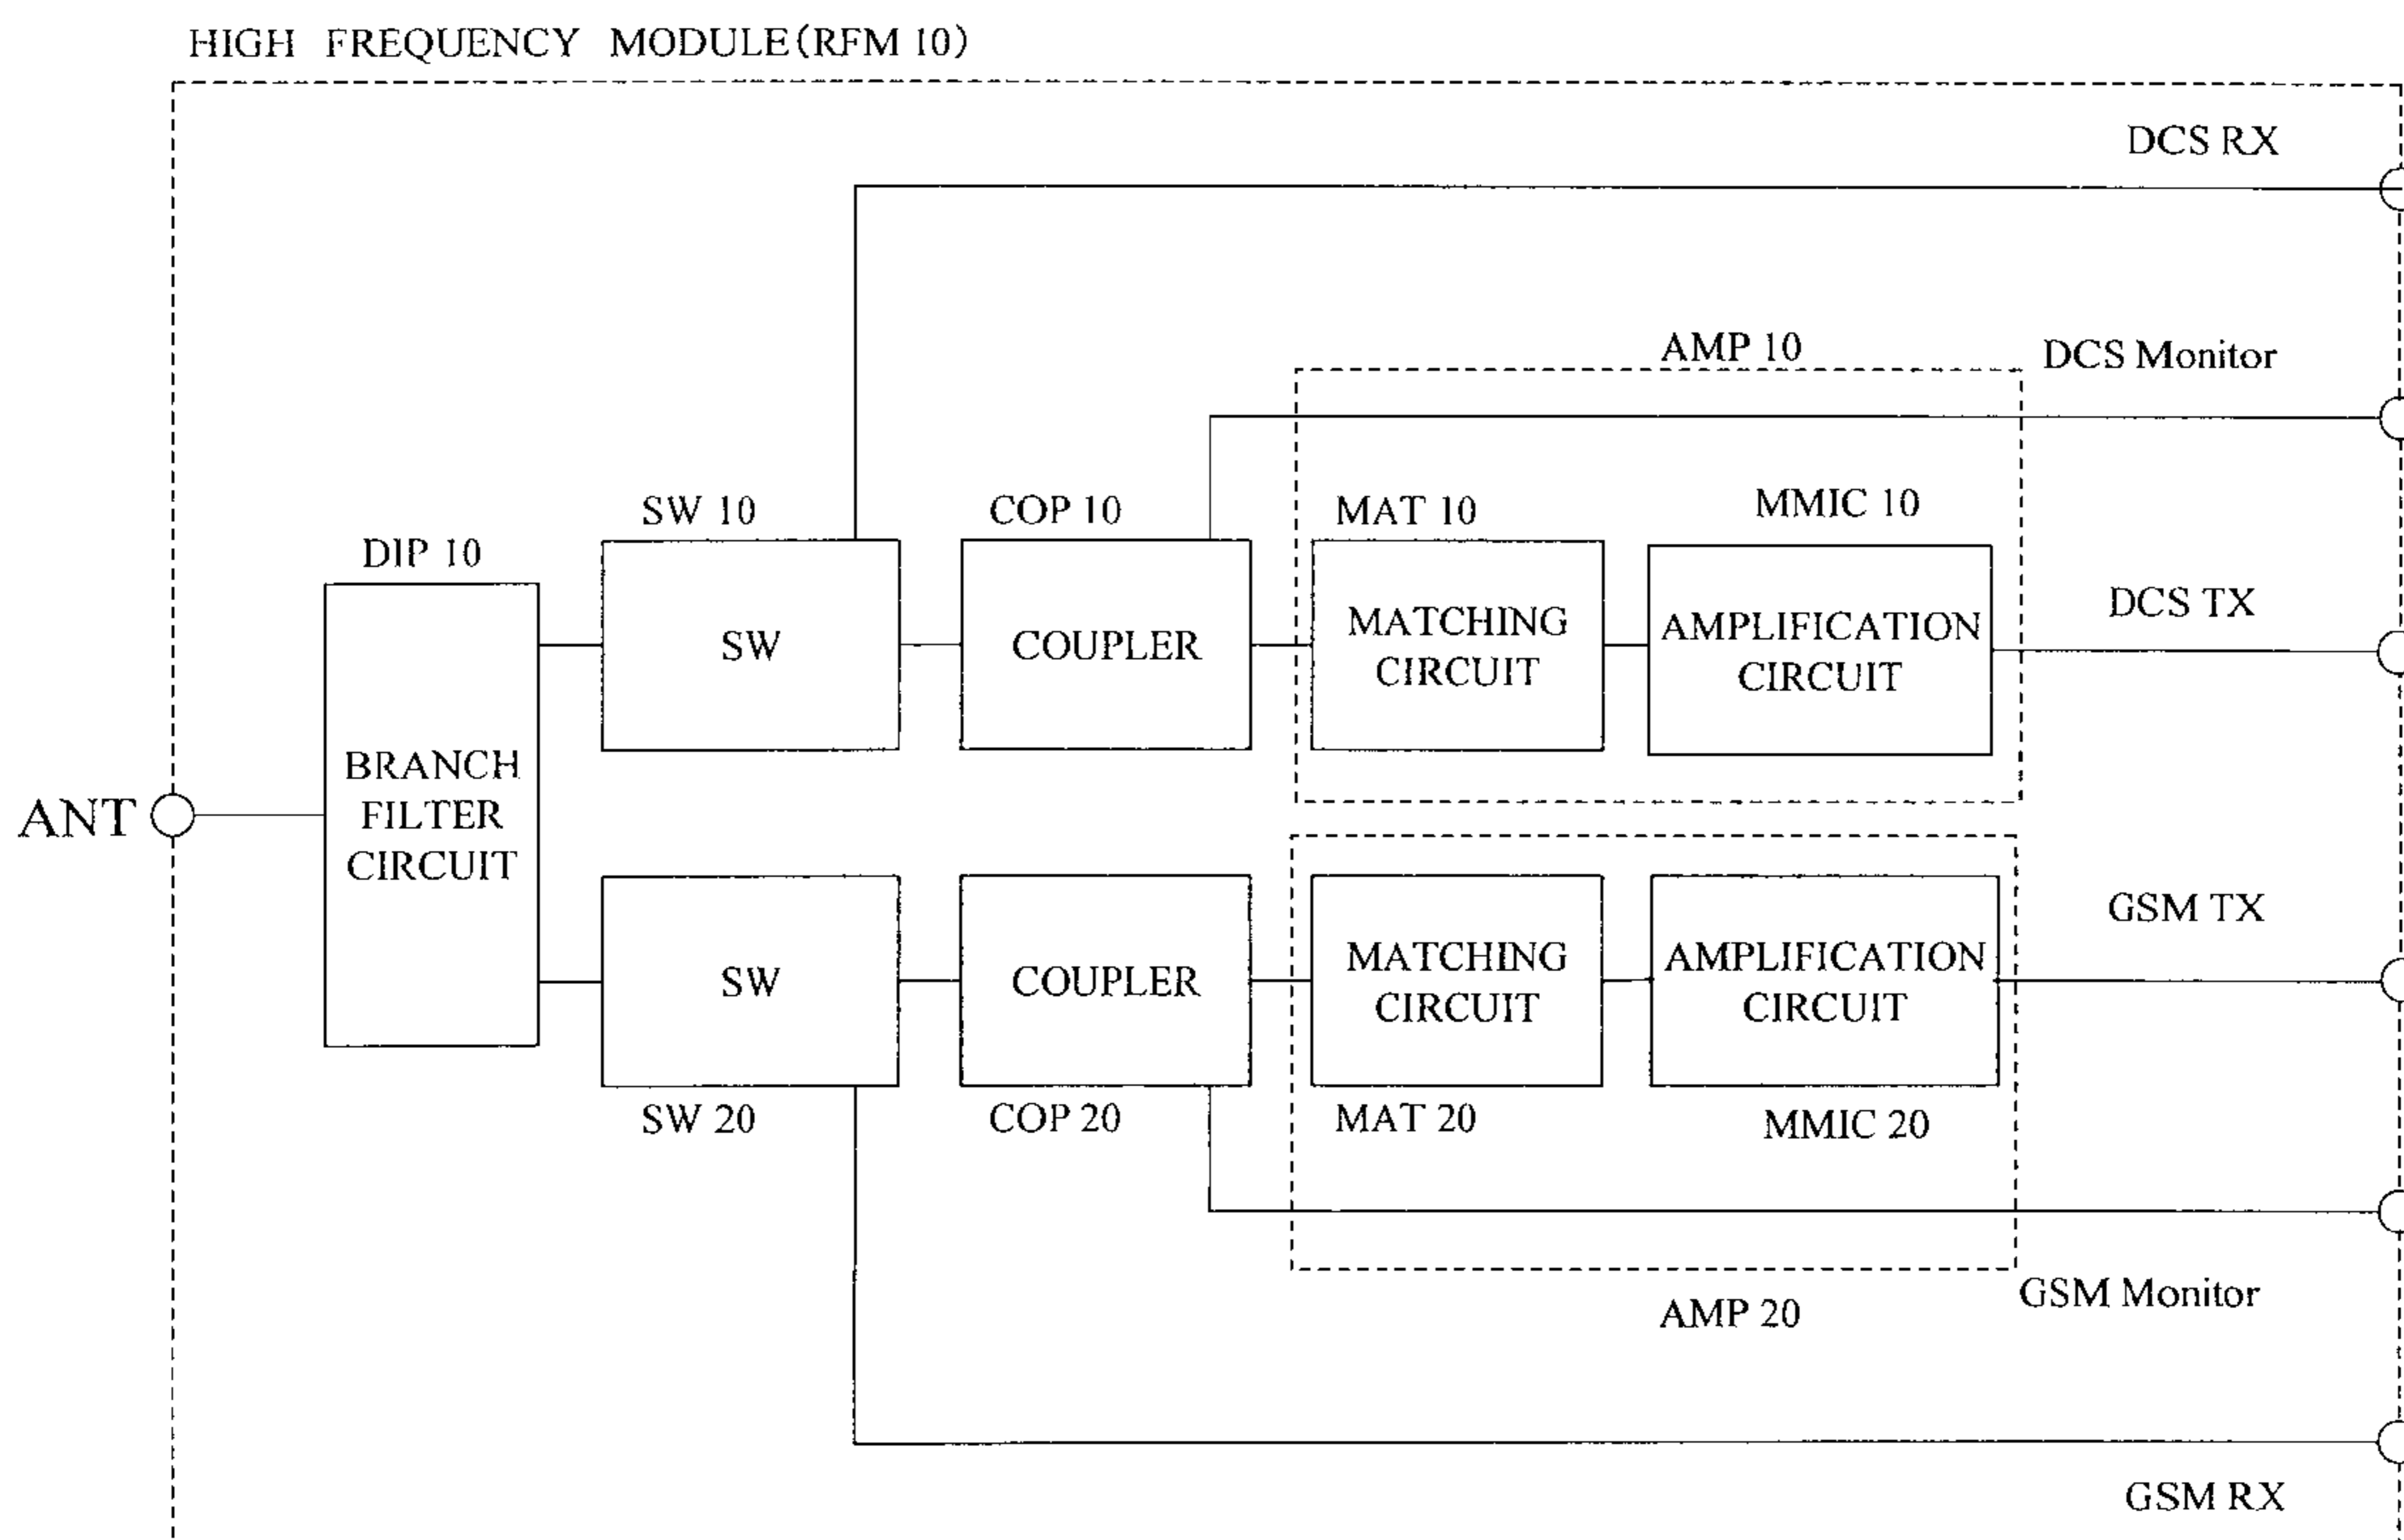 HIGH FREQUENCY MODULE(RFM 10)
DCS RX
AMP 10
DCS Monitor
SW 10
COP 10
MAT 10
MMIC 10
DIP 10
DCS TX
SW
COUPLER
MATCHING
CIRCUIT
AMPLIFICATION
CIRCUIT
ANT
BRANCH
FILTER
CIRCUIT
GSM TX
SW
COUPLER
MATCHING
CIRCUIT
AMPLIFICATION
CIRCUIT
SW 20
COP 20
MAT 20
MMIC 20
GSM Monitor
AMP 20
GSM RX